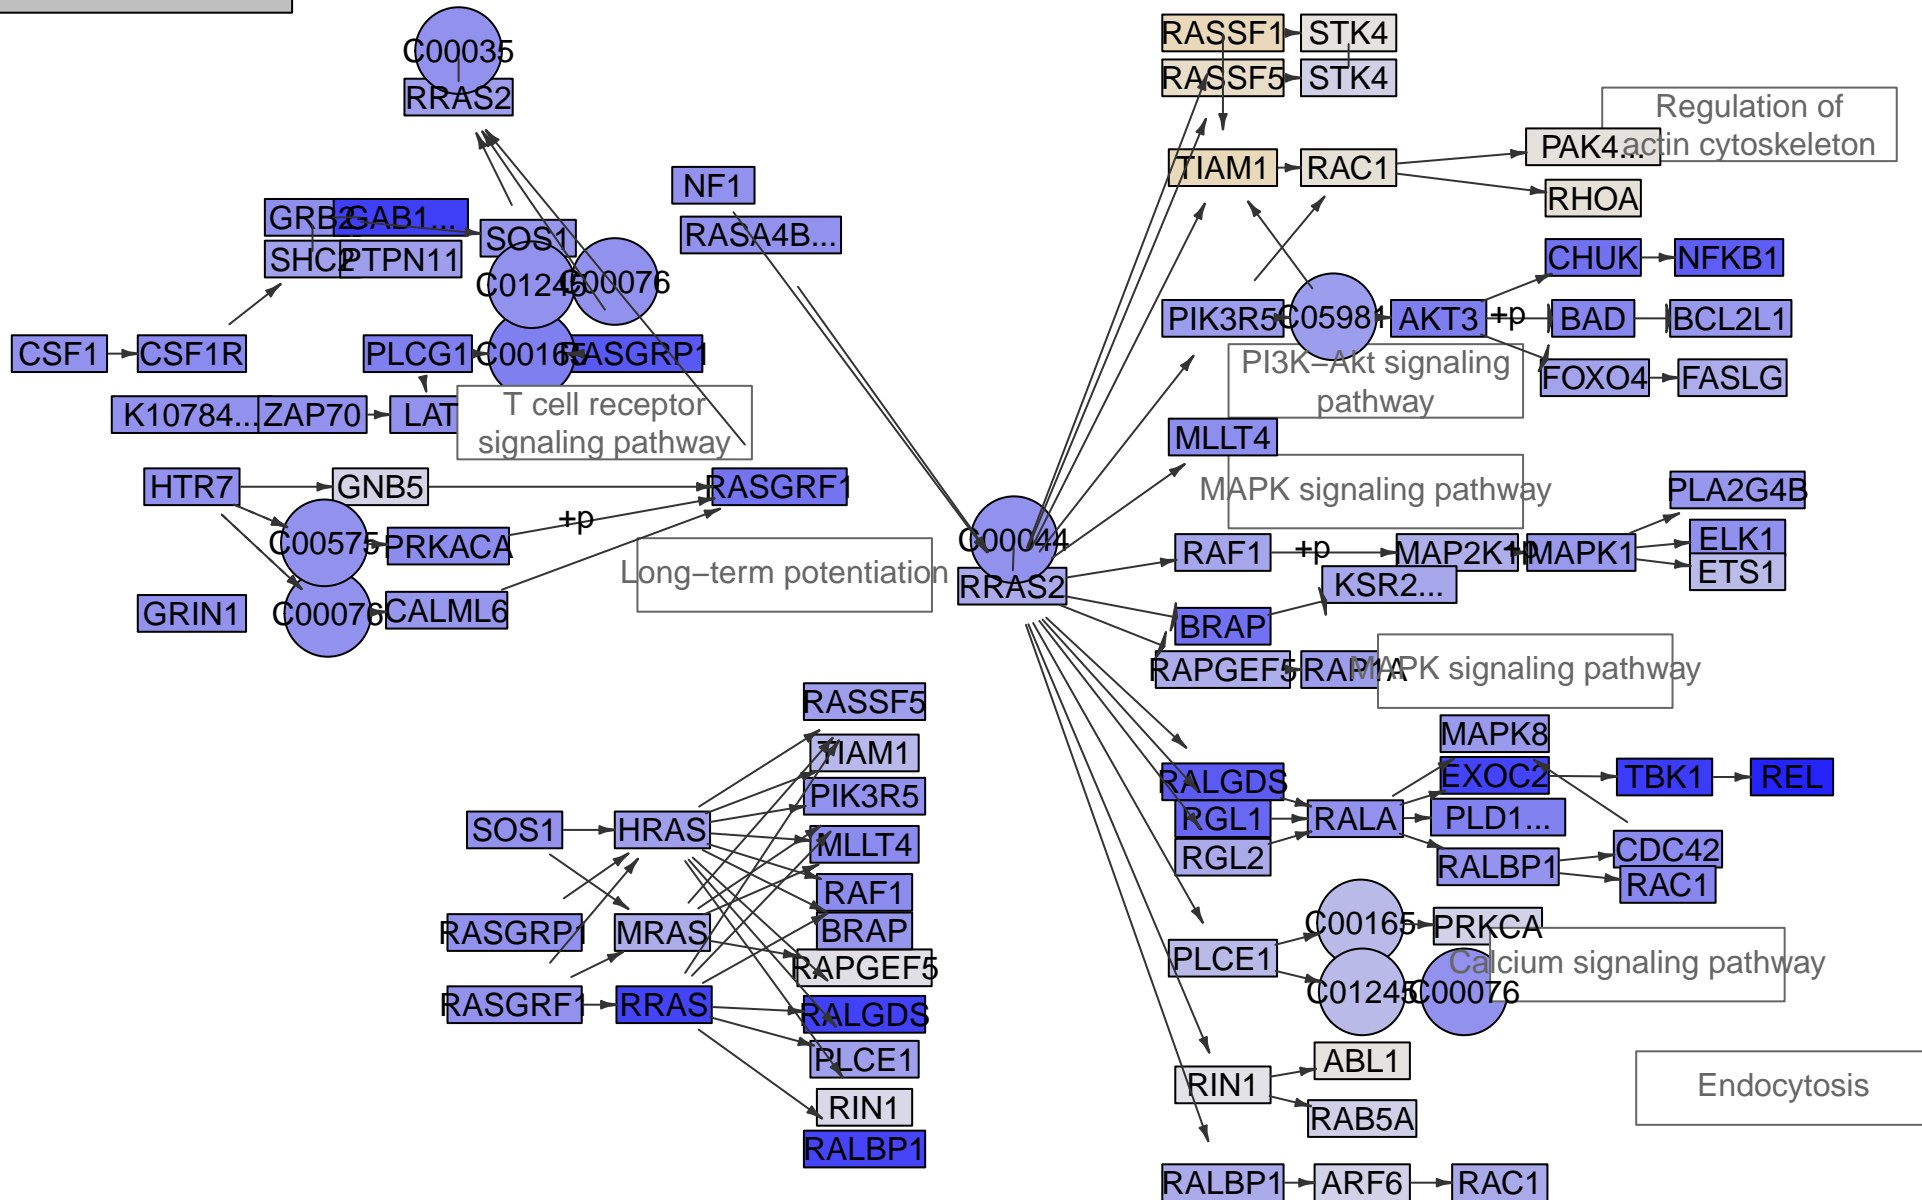 C00035
RRAS2
NF1
RASA4B...
GRB2
GAB1...
SOS1
SHC2
PTPN11
C01245
C00076
CSF1
CSF1R
PLCG1
C00165
RASGRP1
K10784...
ZAP70
LAT
T cell receptor
signaling pathway
HTR7
GNB5
RASGRF1
+p
C00575
PRKACA
Long−term potentiation
GRIN1
C00076
CALML6
C00044
RRAS2
RASSF1
STK4
RASSF5
STK4
Regulation of
actin cytoskeleton
PAK4...
TIAM1
RAC1
RHOA
CHUK
NFKB1
PIK3R5
C05981
AKT3
+p
BAD
BCL2L1
PI3K−Akt signaling
pathway
FOXO4
FASLG
MLLT4
MAPK signaling pathway
PLA2G4B
RAF1
+p
MAP2K1
+p
MAPK1
ELK1
ETS1
KSR2...
BRAP
RAPGEF5
RAP1A
MAPK signaling pathway
MAPK8
RALGDS
EXOC2
TBK1
REL
RGL1
RALA
PLD1...
RGL2
RALBP1
CDC42
RAC1
C00165
PRKCA
PLCE1
Calcium signaling pathway
C01245
C00076
ABL1
RIN1
RAB5A
Endocytosis
RALBP1
ARF6
RAC1
RASSF5
TIAM1
PIK3R5
SOS1
HRAS
MLLT4
RAF1
RASGRP1
MRAS
BRAP
RAPGEF5
RASGRF1
RRAS
RALGDS
PLCE1
RIN1
RALBP1